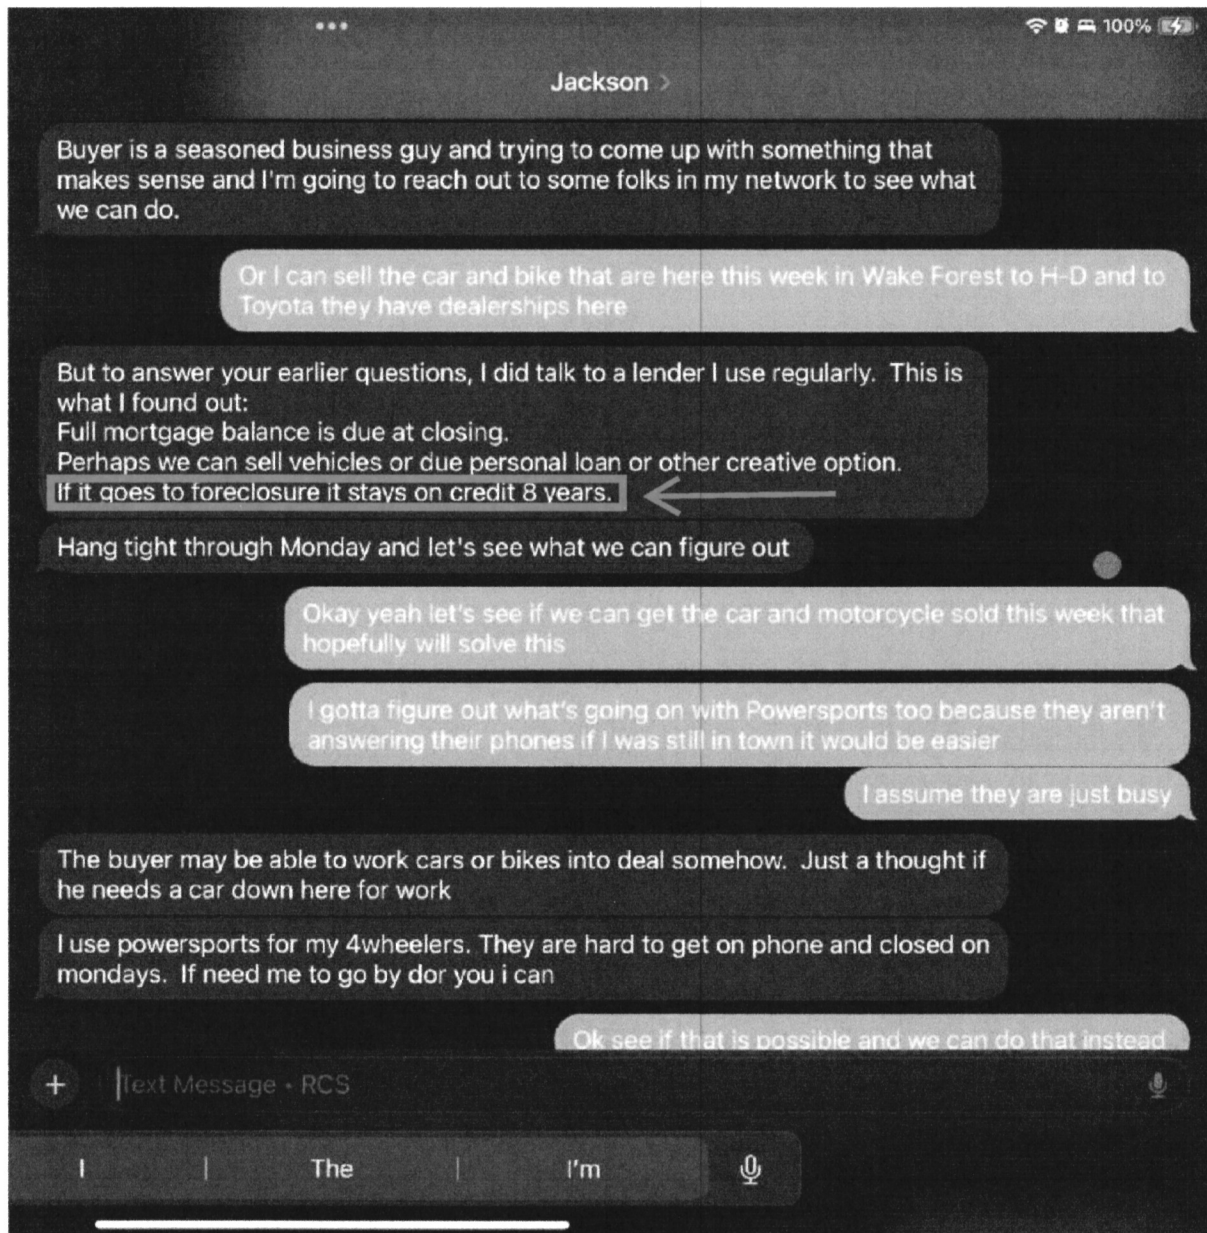 100%
Jackson
Buyer is a seasoned business guy and trying to come up with something that
makes sense and I'm going to reach out to some folks in my network to see what
we can do.
Or I can sell the car and bike that are here this week in Wake Forest to H-D and to
Toyota they have dealerships here
But to answer your earlier questions, I did talk to a lender I use regularly.  This is
what I found out:
Full mortgage balance is due at closing.
Perhaps we can sell vehicles or due personal loan or other creative option.
If it goes to foreclosure it stays on credit 8 years.
Hang tight through Monday and let's see what we can figure out
Okay yeah let's see if we can get the car and motorcycle sold this week that
hopefully will solve this
I gotta figure out what's going on with Powersports too because they aren't
answering their phones if I was still in town it would be easier
I assume they are just busy
The buyer may be able to work cars or bikes into deal somehow.  Just a thought if
he needs a car down here for work
I use powersports for my 4wheelers. They are hard to get on phone and closed on
mondays.  If need me to go by dor you i can
Ok see if that is possible and we can do that instead
Text Message • RCS
I The I'm